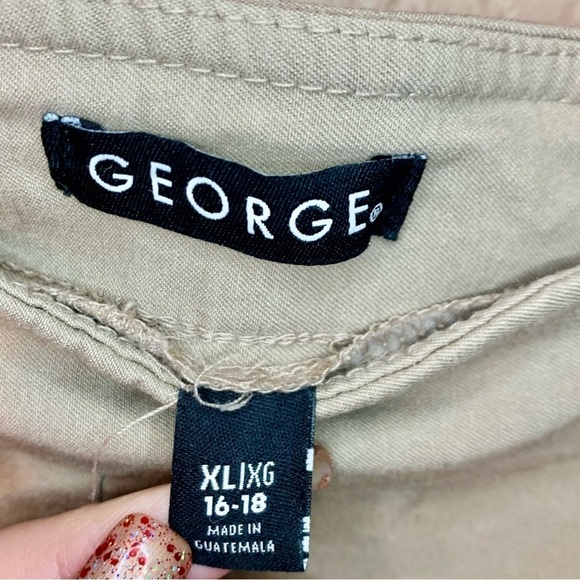 GEORGE®
XL/XG
16-18
MADE IN
GUATEMALA